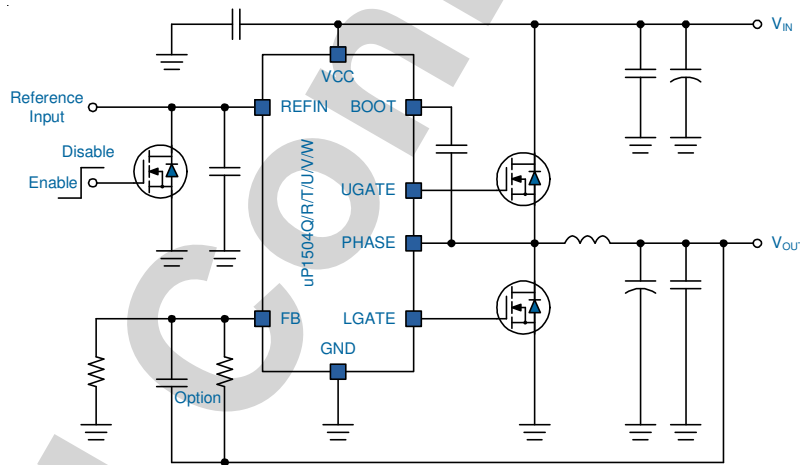 VIN
VCC
Reference
Input
REFIN
BOOT
Disable
Enable
uP1504Q/R/T/U/V/W
UGATE
PHASE
VOUT
FB
LGATE
GND
Option